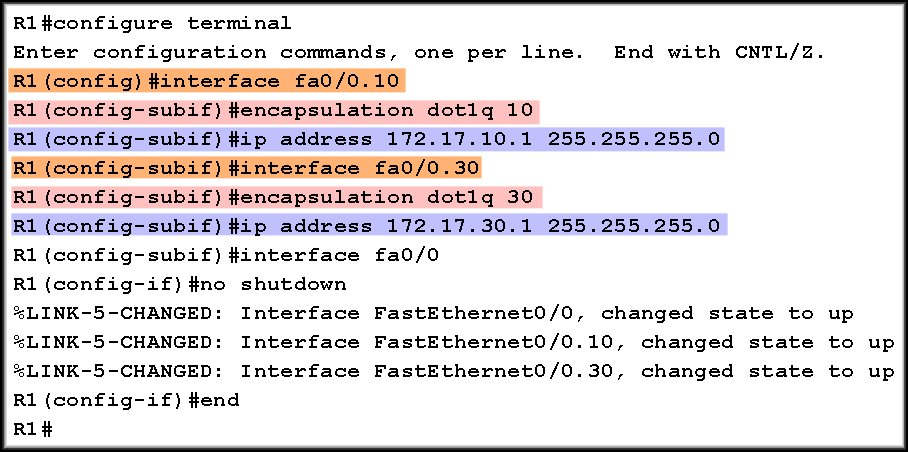 R1#configure terminal
Enter configuration commands, one per line.  End with CNTL/Z.
R1(config)#interface fa0/0.10
R1(config-subif)#encapsulation dot1q 10
R1(config-subif)#ip address 172.17.10.1 255.255.255.0
R1(config-subif)#interface fa0/0.30
R1(config-subif)#encapsulation dot1q 30
R1(config-subif)#ip address 172.17.30.1 255.255.255.0
R1(config-subif)#interface fa0/0
R1(config-if)#no shutdown
%LINK-5-CHANGED: Interface FastEthernet0/0, changed state to up
%LINK-5-CHANGED: Interface FastEthernet0/0.10, changed state to up
%LINK-5-CHANGED: Interface FastEthernet0/0.30, changed state to up
R1(config-if)#end
R1#